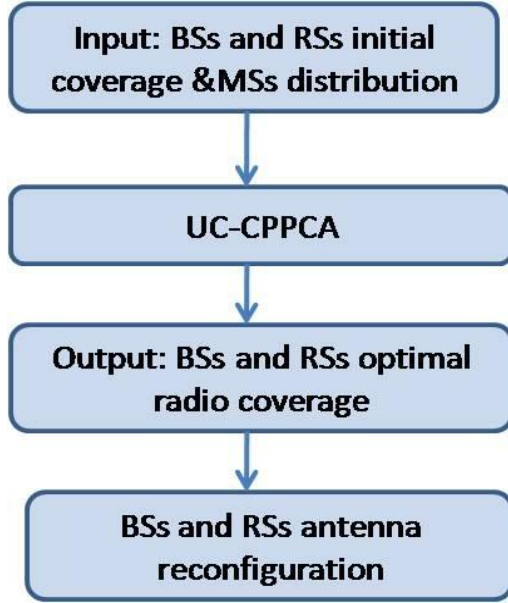 Input: BSs and RSs initial
coverage &MSs distribution
UC-CPPCA
Output: BSs and RSs optimal
radio coverage
BSs and RSs antenna
reconfiguration